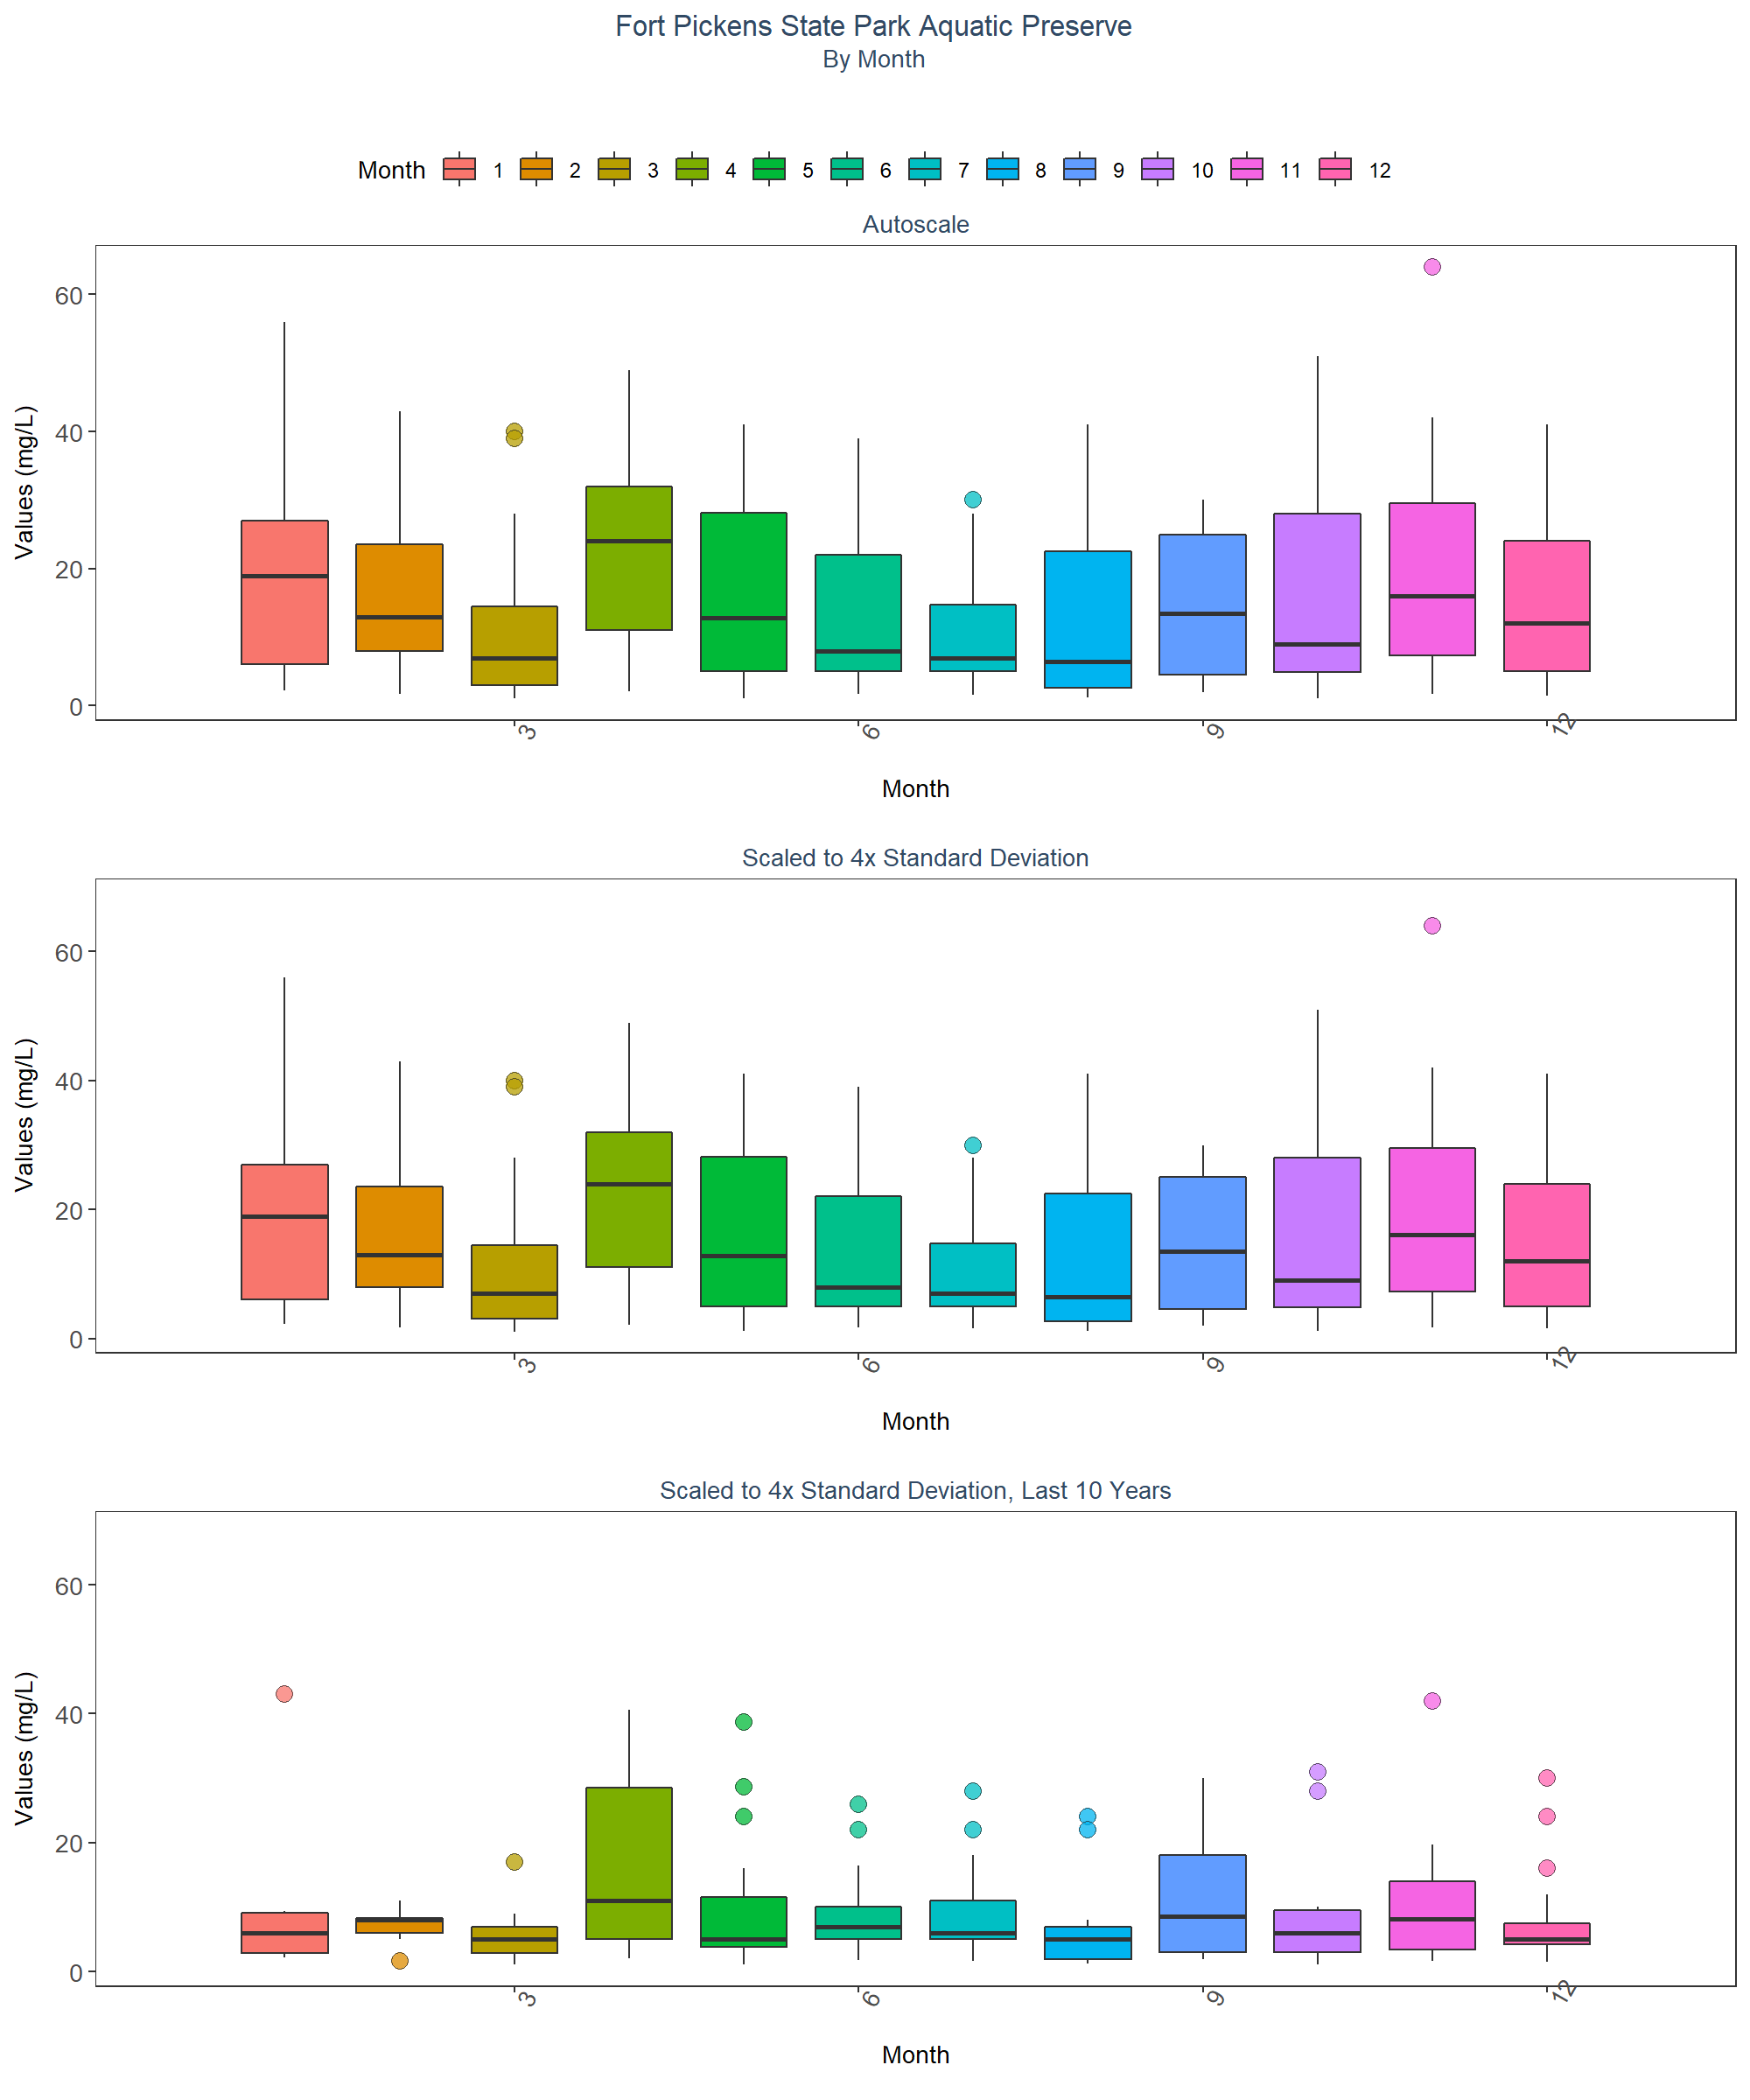 Fort Pickens State Park Aquatic Preserve
By Month
Month 1 2 3 4 5 6 7 8 9 10 11 12
Autoscale
Values (mg/L)
60
40
20
0
3 6 9 12
Month
Scaled to 4x Standard Deviation
Values (mg/L)
60
40
20
0
3 6 9 12
Month
Scaled to 4x Standard Deviation, Last 10 Years
Values (mg/L)
60
40
20
0
3 6 9 12
Month